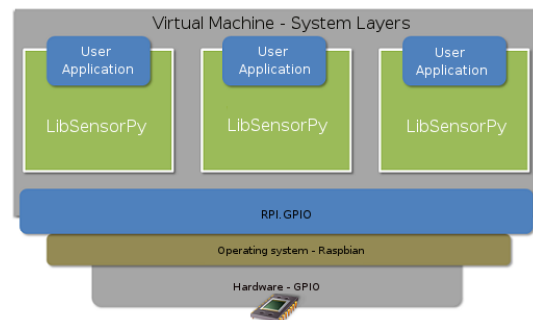 Virtual Machine - System Layers
User
Application
User
Application
User
Application
LibSensorPy
LibSensorPy
LibSensorPy
RPI.GPIO
Operating system - Raspbian
Hardware - GPIO